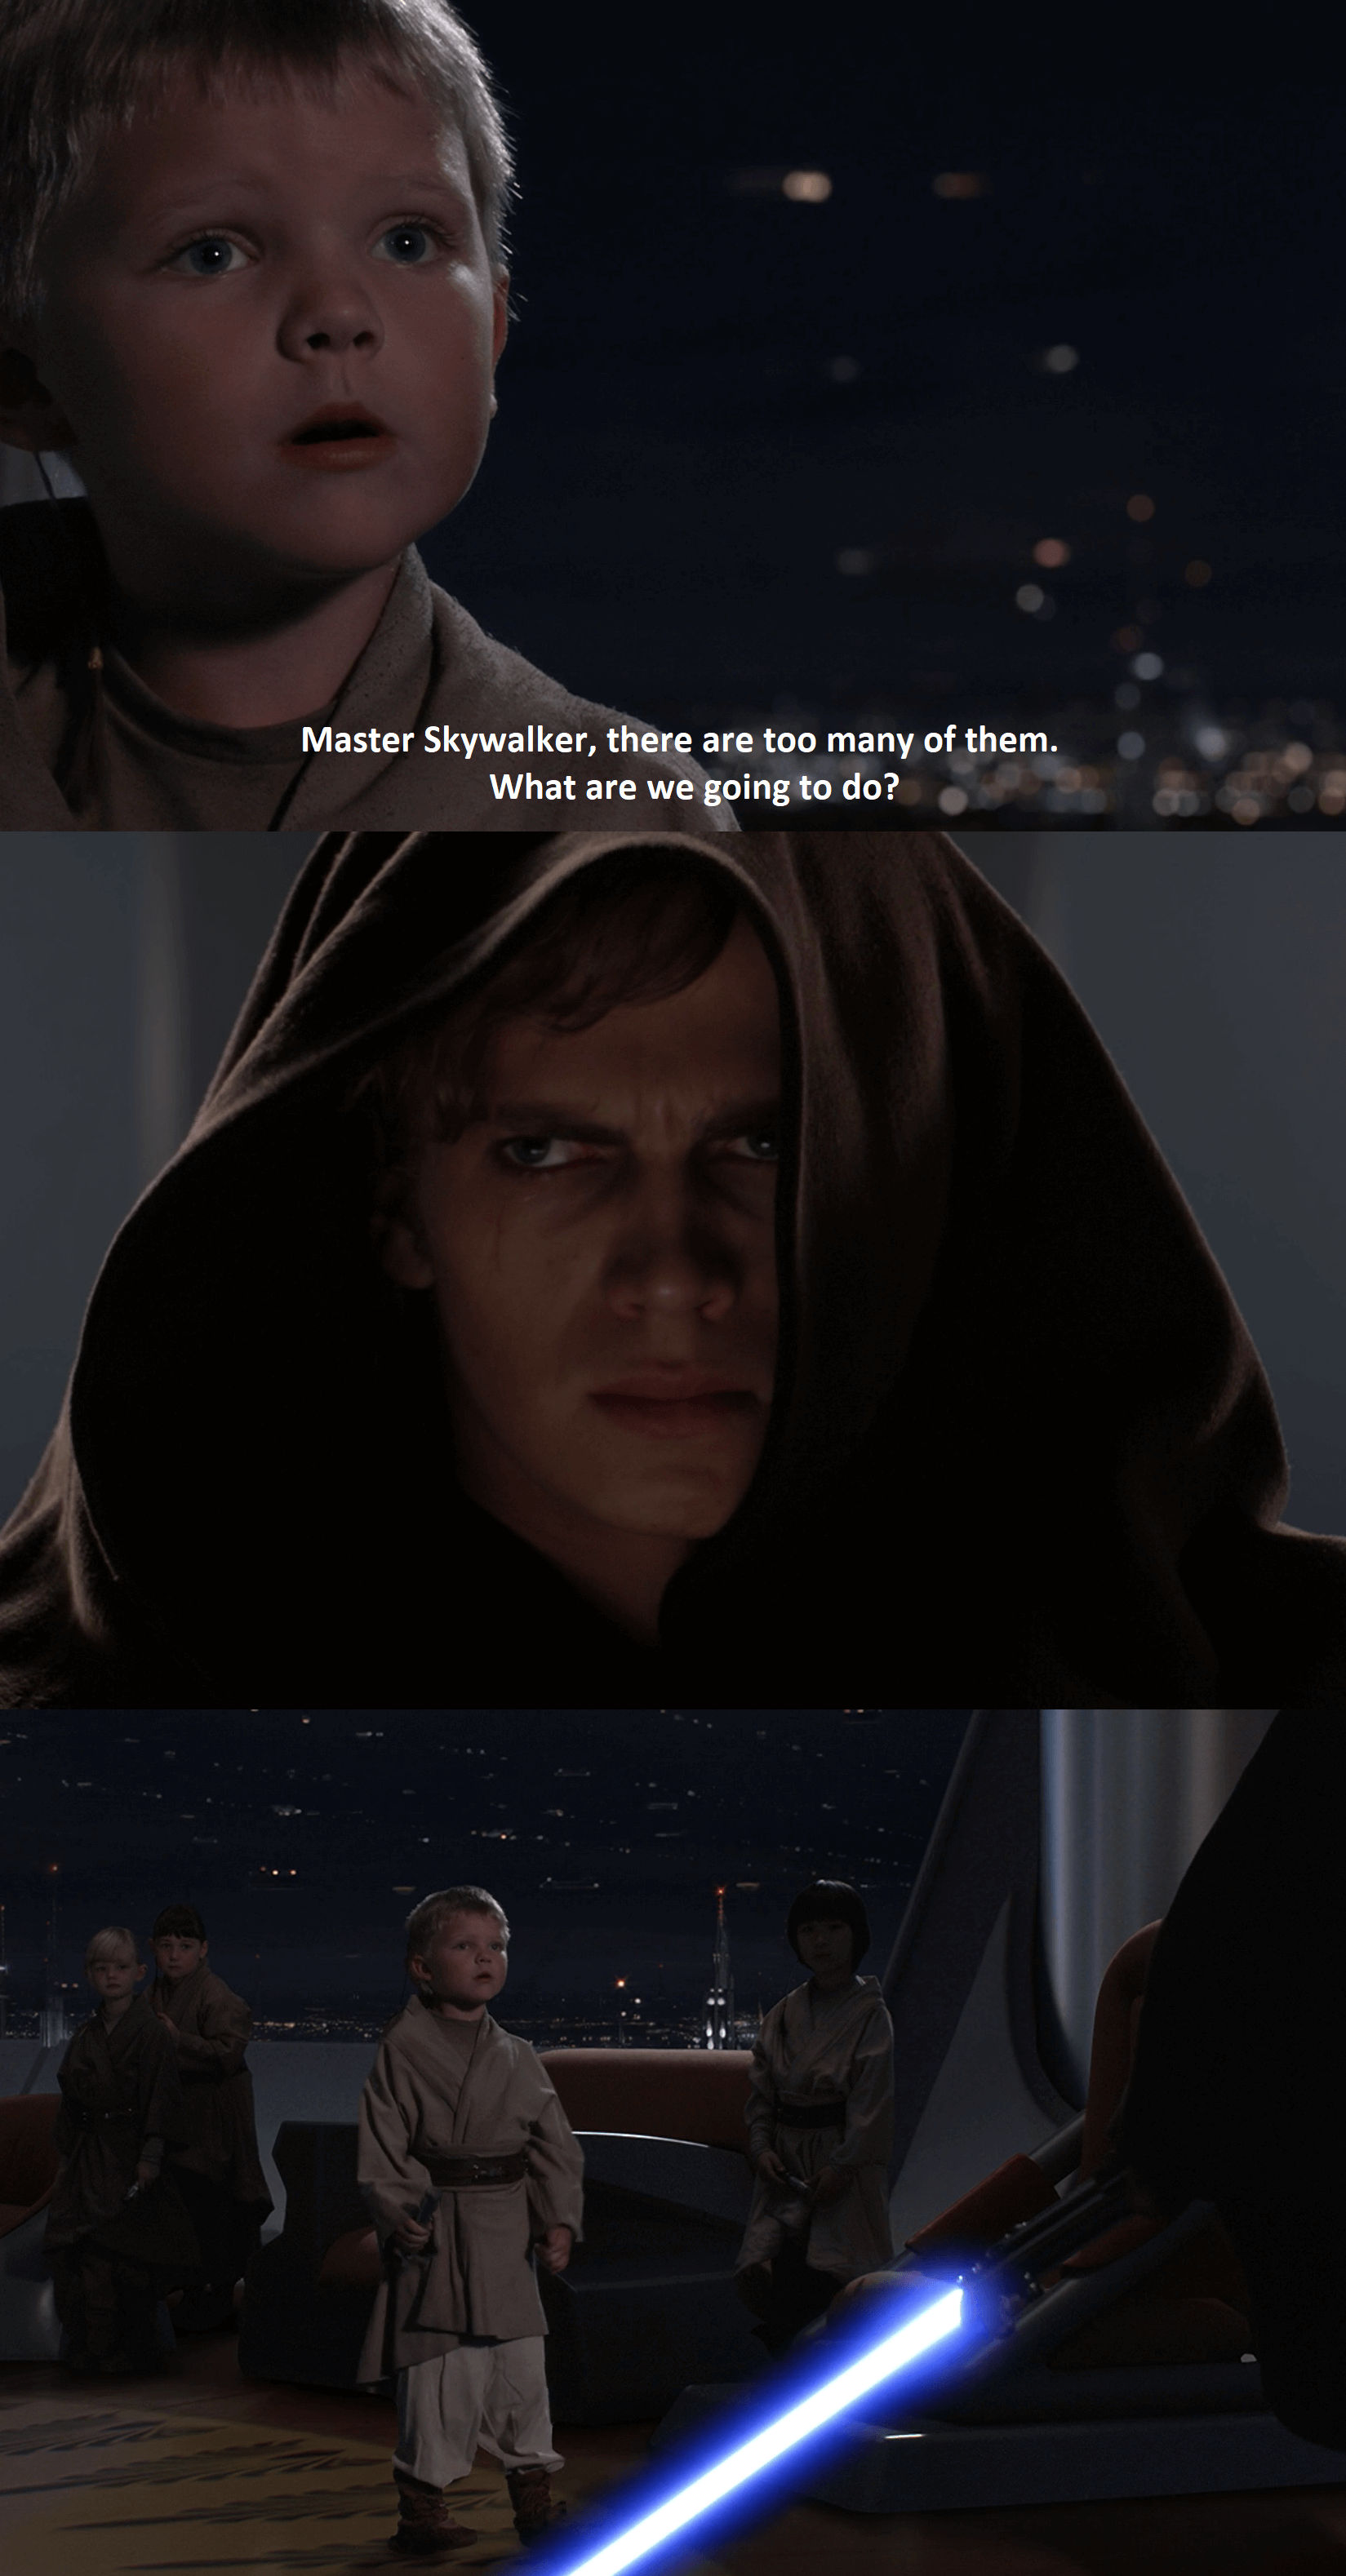 Master Skywalker, there are too many of them.
What are we going to do?